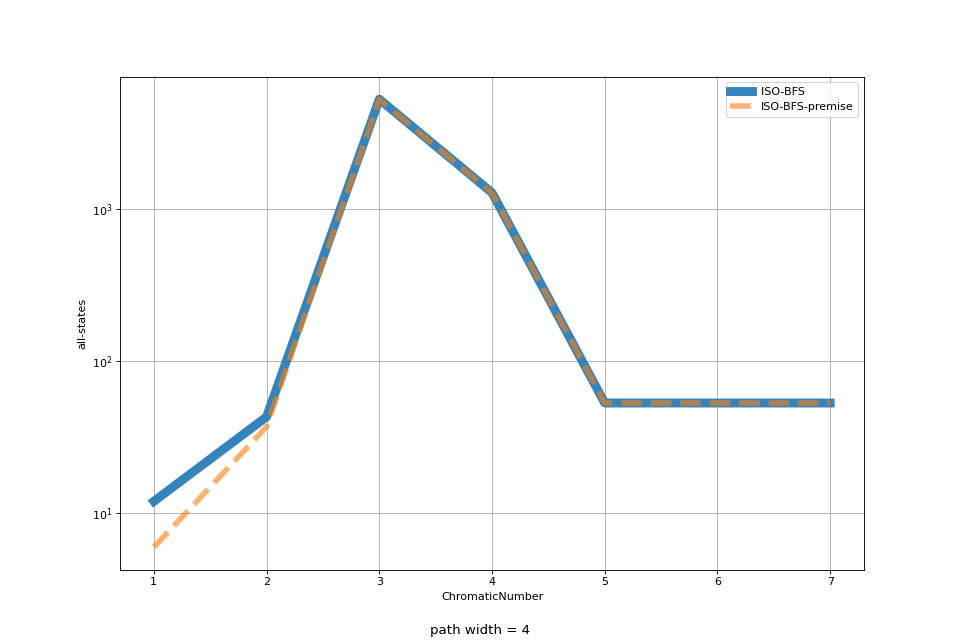 ISO-BFS
ISO-BFS-premise
10³
10²
10¹
all-states
1 2 3 4 5 6 7
ChromaticNumber
path width = 4